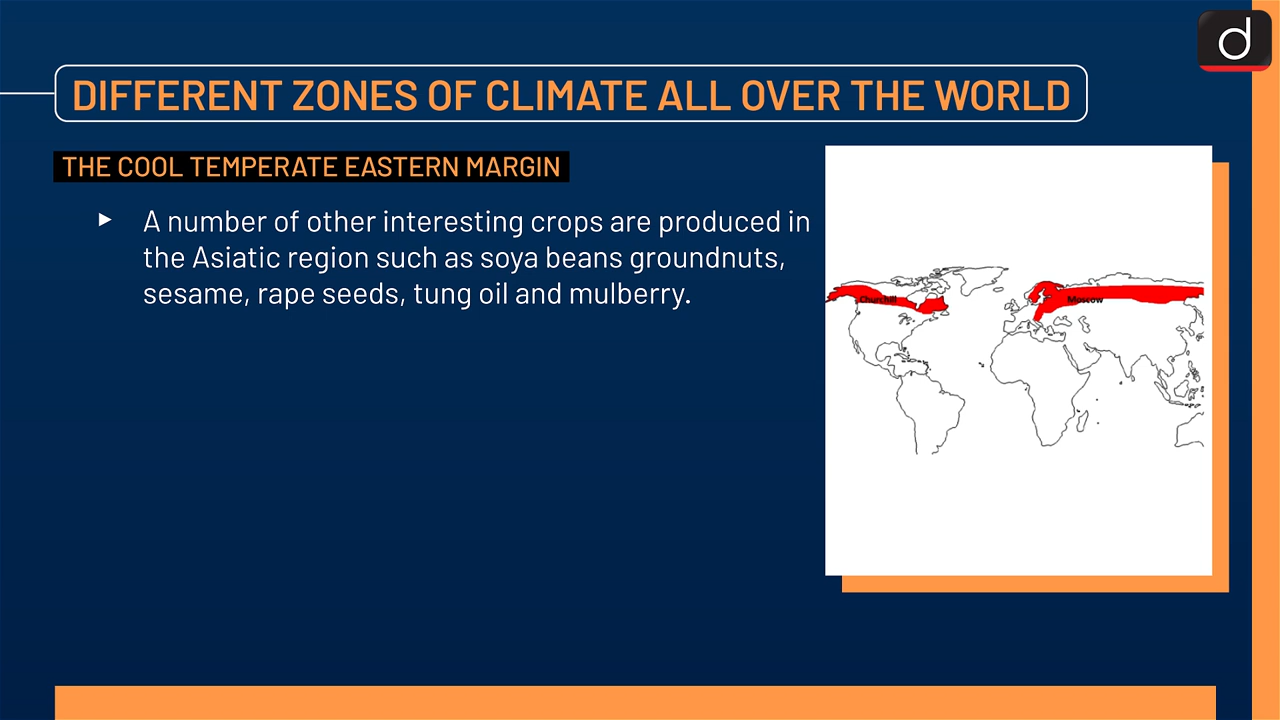 d
DIFFERENT ZONES OF CLIMATE ALL OVER THE WORLD
THE COOL TEMPERATE EASTERN MARGIN
A number of other interesting crops are produced in
the Asiatic region such as soya beans groundnuts,
sesame, rape seeds, tung oil and mulberry.
Churchill
Moscow